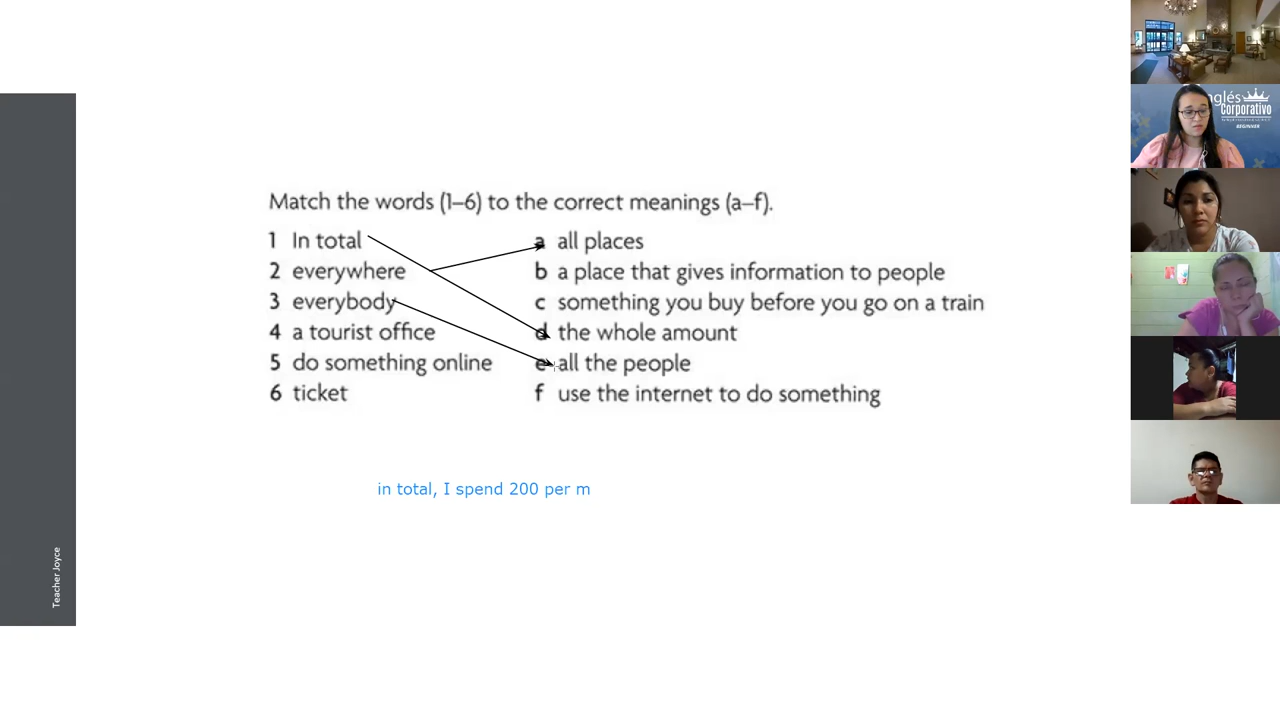 Match the words (1–6) to the correct meanings (a–f).
1 In total
2 everywhere
3 everybody
4 a tourist office
5 do something online
6 ticket
a all places
b a place that gives information to people
c something you buy before you go on a train
d the whole amount
e all the people
f use the internet to do something
in total, I spend 200 per m
Teacher Joyce
nglés
Corporativo
BEGINNER